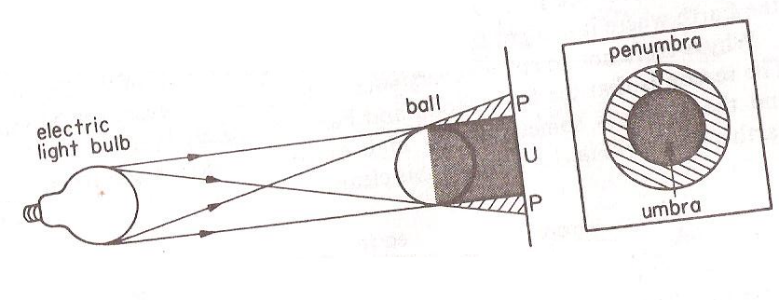 electric
light bulb
ball
P
U
P
penumbra
umbra